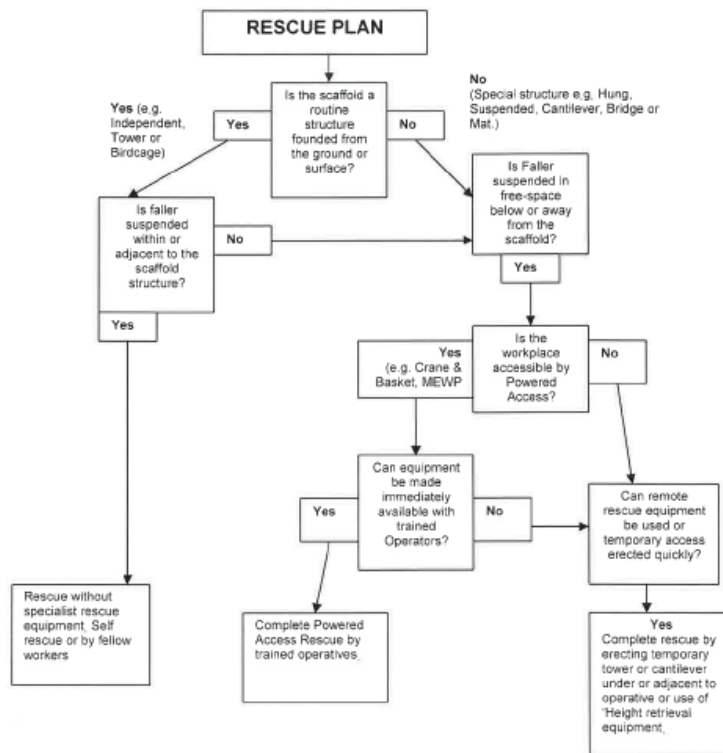 RESCUE PLAN
Is the scaffold a
routine
structure
founded from
the ground or
surface?
Yes
No
Yes (e.g.
Independent,
Tower or
Birdcage)
No
(Special structure e.g. Hung,
Suspended, Cantilever, Bridge or
Mat.)
Is faller
suspended
within or
adjacent to the
scaffold
structure?
No
Yes
Is Faller
suspended in
free-space
below or away
from the
scaffold?
Yes
Is the
workplace
accessible by
Powered
Access?
Yes
(e.g. Crane &
Basket, MEWP
No
Can equipment
be made
immediately
available with
trained
Operators?
Yes
No
Can remote
rescue equipment
be used or
temporary access
erected quickly?
Rescue without
specialist rescue
equipment, Self
rescue or by fellow
workers
Complete Powered
Access Rescue by
trained operatives.
Yes
Complete rescue by
erecting temporary
tower or cantilever
under or adjacent to
operative or use of
"Height retrieval
equipment.